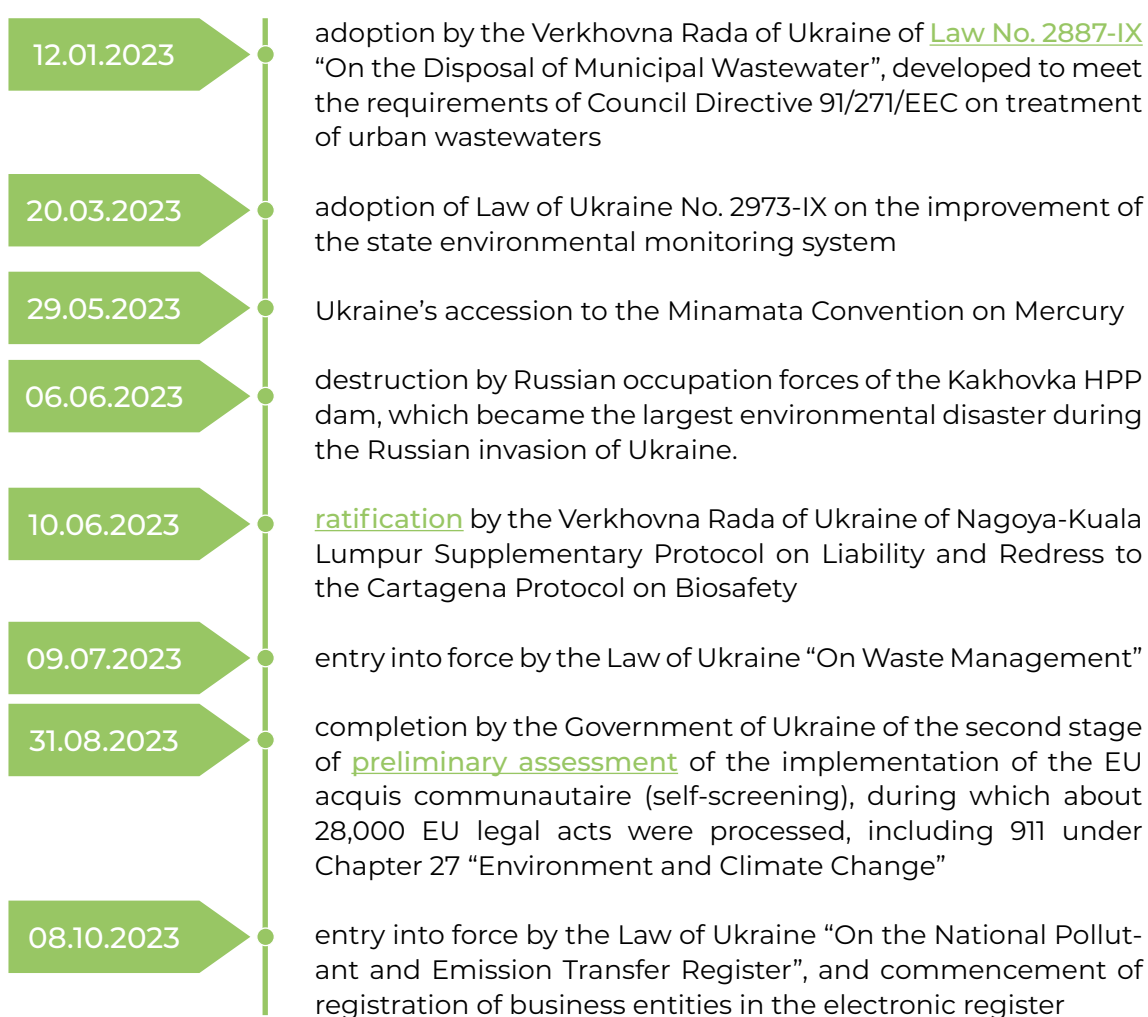 12.01.2023
adoption by the Verkhovna Rada of Ukraine of Law No. 2887-IX
“On the Disposal of Municipal Wastewater”, developed to meet
the requirements of Council Directive 91/271/EEC on treatment
of urban wastewaters
20.03.2023
adoption of Law of Ukraine No. 2973-IX on the improvement of
the state environmental monitoring system
29.05.2023
Ukraine’s accession to the Minamata Convention on Mercury
06.06.2023
destruction by Russian occupation forces of the Kakhovka HPP
dam, which became the largest environmental disaster during
the Russian invasion of Ukraine.
10.06.2023
ratification by the Verkhovna Rada of Ukraine of Nagoya-Kuala
Lumpur Supplementary Protocol on Liability and Redress to
the Cartagena Protocol on Biosafety
09.07.2023
entry into force by the Law of Ukraine “On Waste Management”
31.08.2023
completion by the Government of Ukraine of the second stage
of preliminary assessment of the implementation of the EU
acquis communautaire (self-screening), during which about
28,000 EU legal acts were processed, including 911 under
Chapter 27 “Environment and Climate Change”
08.10.2023
entry into force by the Law of Ukraine “On the National Pollut-
ant and Emission Transfer Register”, and commencement of
registration of business entities in the electronic register